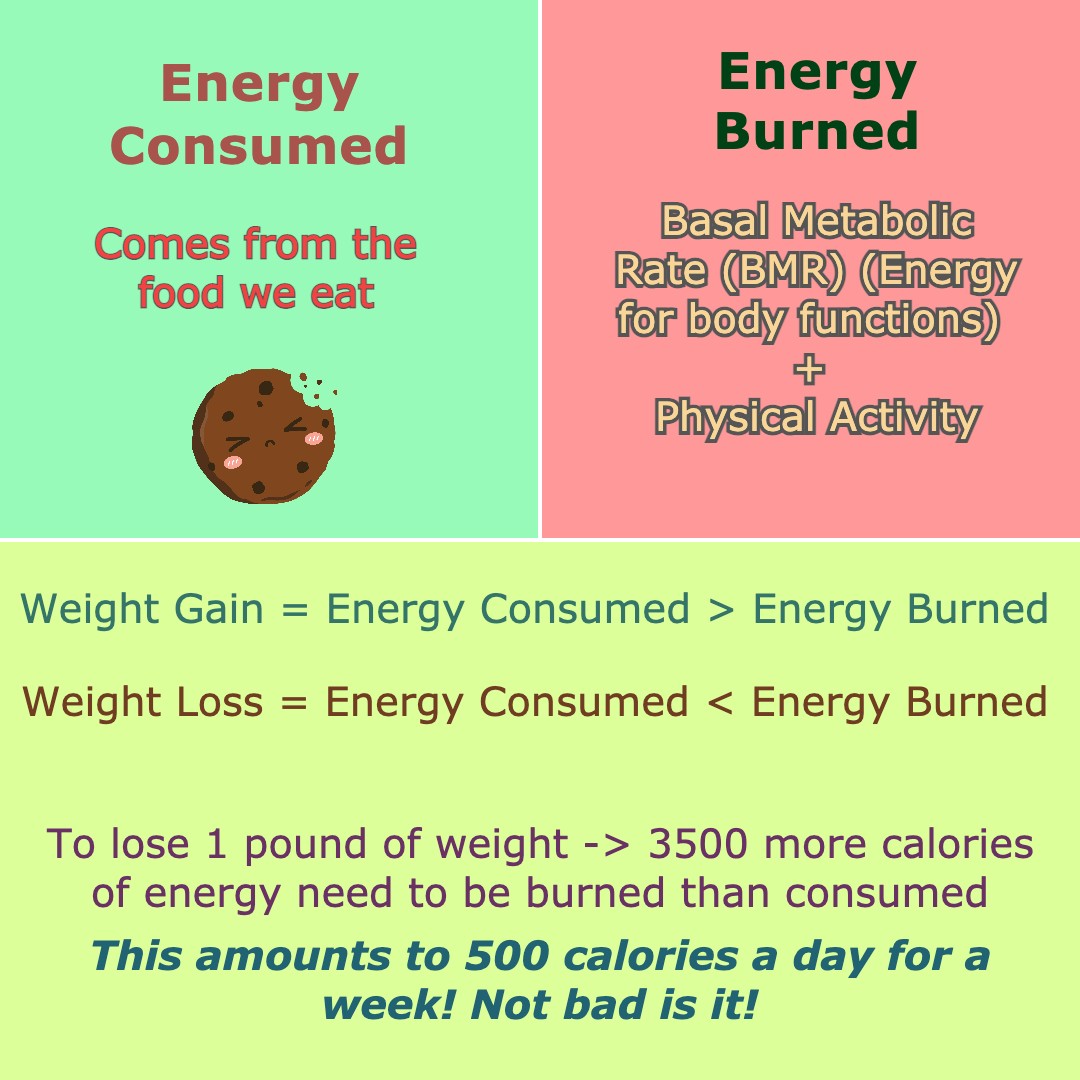 Energy
Consumed
Comes from the
food we eat
Energy
Burned
Basal Metabolic
Rate (BMR) (Energy
for body functions)
+
Physical Activity
Weight Gain = Energy Consumed > Energy Burned
Weight Loss = Energy Consumed < Energy Burned
To lose 1 pound of weight -> 3500 more calories
of energy need to be burned than consumed
This amounts to 500 calories a day for a
week! Not bad is it!